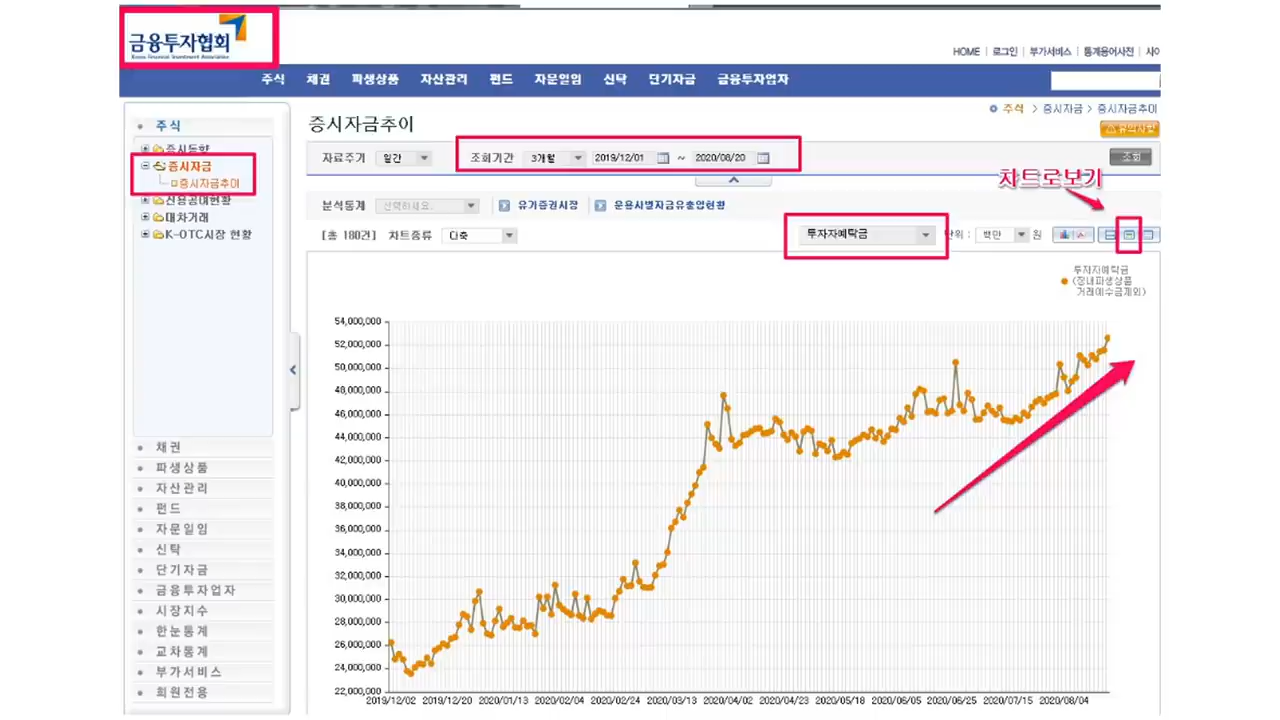 금융투자협회
Korea Financial Investment Association
HOME | 로그인 | 부가서비스 | 통계용어사전 | 사이
주식 채권 파생상품 자산관리 펀드 자문일임 신탁 단기자금 금융투자업자
주식 > 증시자금 > 증시자금추이
유의사항
주식
증시동향
증시자금
증시자금추이
신용공여현황
대차거래
K-OTC시장 현황
채권
파생상품
자산관리
펀드
자문일임
신탁
단기자금
금융투자업자
시장지수
한눈통계
교차통계
부가서비스
회원전용
증시자금추이
자료주기 일간 조회기간 3개월 2019/12/01 ~ 2020/08/20 조회
차트로보기
분석통계 선택하세요. 유가증권시장 운용사별자금유출입현황
[총 180건] 차트종류 다축 투자자예탁금 단위 : 백만 원
투자자예탁금
(장내파생상품
거래예수금제외)
54,000,000
52,000,000
50,000,000
48,000,000
46,000,000
44,000,000
42,000,000
40,000,000
38,000,000
36,000,000
34,000,000
32,000,000
30,000,000
28,000,000
26,000,000
24,000,000
22,000,000
2019/12/02 2019/12/20 2020/01/13 2020/02/04 2020/02/24 2020/03/13 2020/04/02 2020/04/23 2020/05/18 2020/06/05 2020/06/25 2020/07/15 2020/08/04